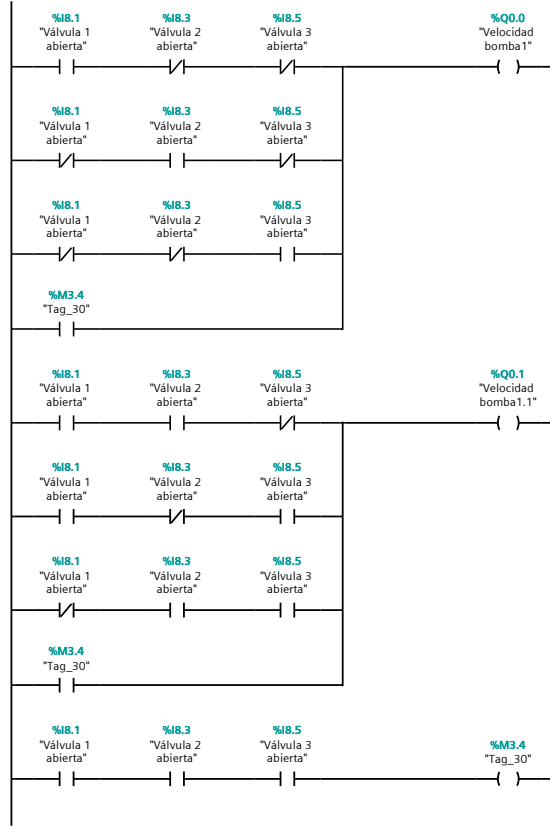 %I8.1 %I8.3 %I8.5 %Q0.0
"Válvula 1 "Válvula 2 "Válvula 3 "Velocidad
abierta" abierta" abierta" bomba1"
%I8.1 %I8.3 %I8.5
"Válvula 1 "Válvula 2 "Válvula 3
abierta" abierta" abierta"
%I8.1 %I8.3 %I8.5
"Válvula 1 "Válvula 2 "Válvula 3
abierta" abierta" abierta"
%M3.4
"Tag_30"
%I8.1 %I8.3 %I8.5 %Q0.1
"Válvula 1 "Válvula 2 "Válvula 3 "Velocidad
abierta" abierta" abierta" bomba1.1"
%I8.1 %I8.3 %I8.5
"Válvula 1 "Válvula 2 "Válvula 3
abierta" abierta" abierta"
%I8.1 %I8.3 %I8.5
"Válvula 1 "Válvula 2 "Válvula 3
abierta" abierta" abierta"
%M3.4
"Tag_30"
%I8.1 %I8.3 %I8.5
"Válvula 1 "Válvula 2 "Válvula 3 %M3.4
abierta" abierta" abierta" "Tag_30"